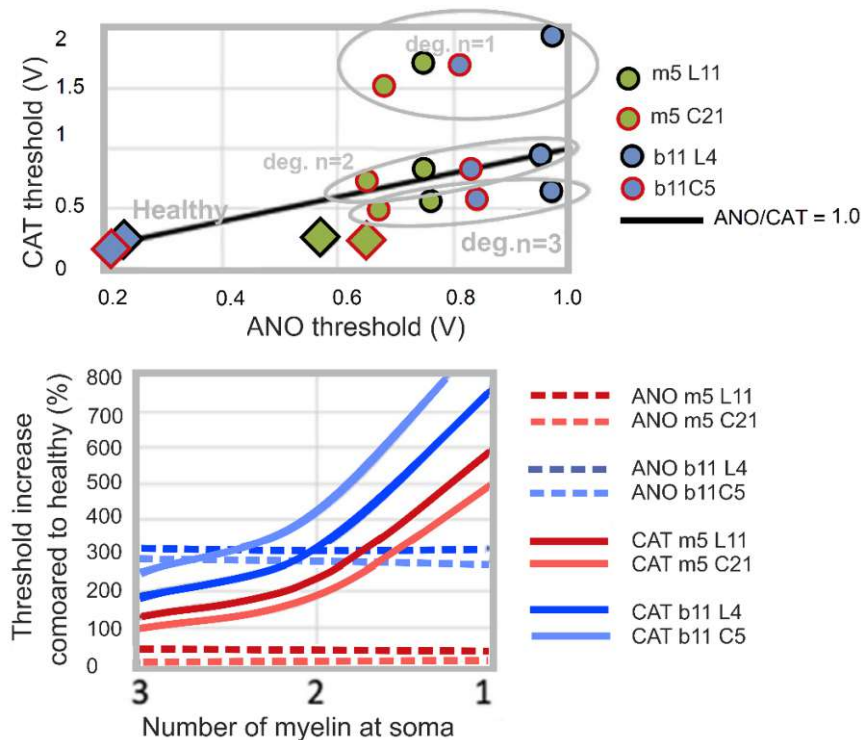 2
1.5
1
0.5
0
CAT threshold (V)
deg. n=1
deg. n=2
Healthy
deg.n=3
0.2
0.4
0.6
0.8
1.0
ANO threshold (V)
m5 L11
m5 C21
b11 L4
b11C5
ANO/CAT = 1.0
800
700
600
500
400
300
200
100
0
Threshold increase
comoared to healthy (%)
3
2
1
Number of myelin at soma
ANO m5 L11
ANO m5 C21
ANO b11 L4
ANO b11C5
CAT m5 L11
CAT m5 C21
CAT b11 L4
CAT b11 C5